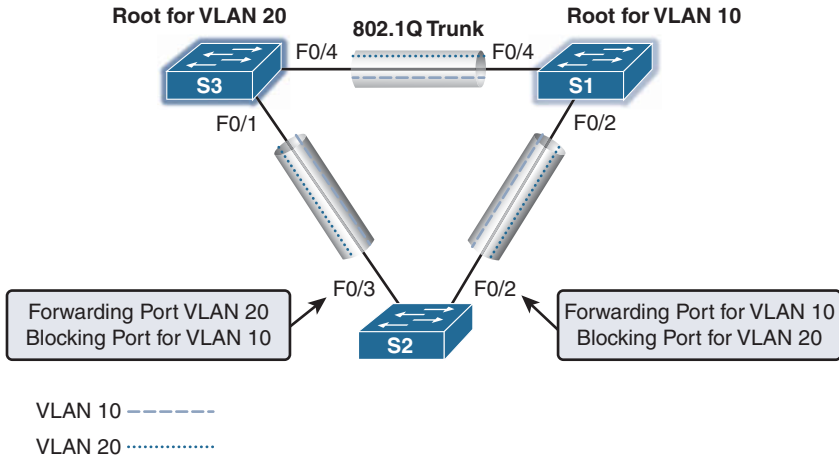 Root for VLAN 20
802.1Q Trunk
Root for VLAN 10
F0/4
F0/4
S3
S1
F0/1
F0/2
F0/3
F0/2
Forwarding Port VLAN 20
Blocking Port for VLAN 10
Forwarding Port for VLAN 10
Blocking Port for VLAN 20
S2
VLAN 10
VLAN 20